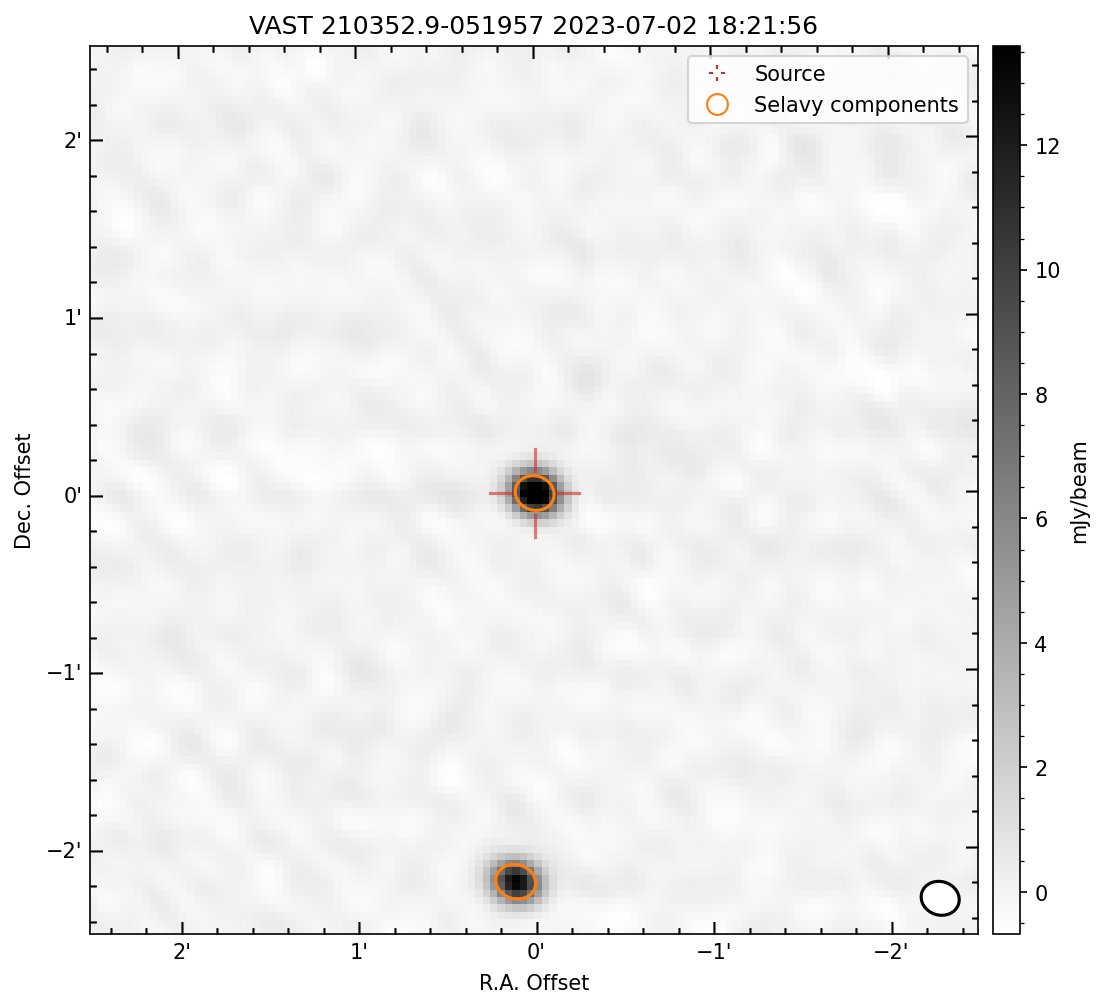 VAST 210352.9-051957 2023-07-02 18:21:56
Source
Selavy components
2'
1'
0'
−1'
−2'
Dec. Offset
2'
1'
0'
−1'
−2'
R.A. Offset
12
10
8
6
4
2
0
mJy/beam